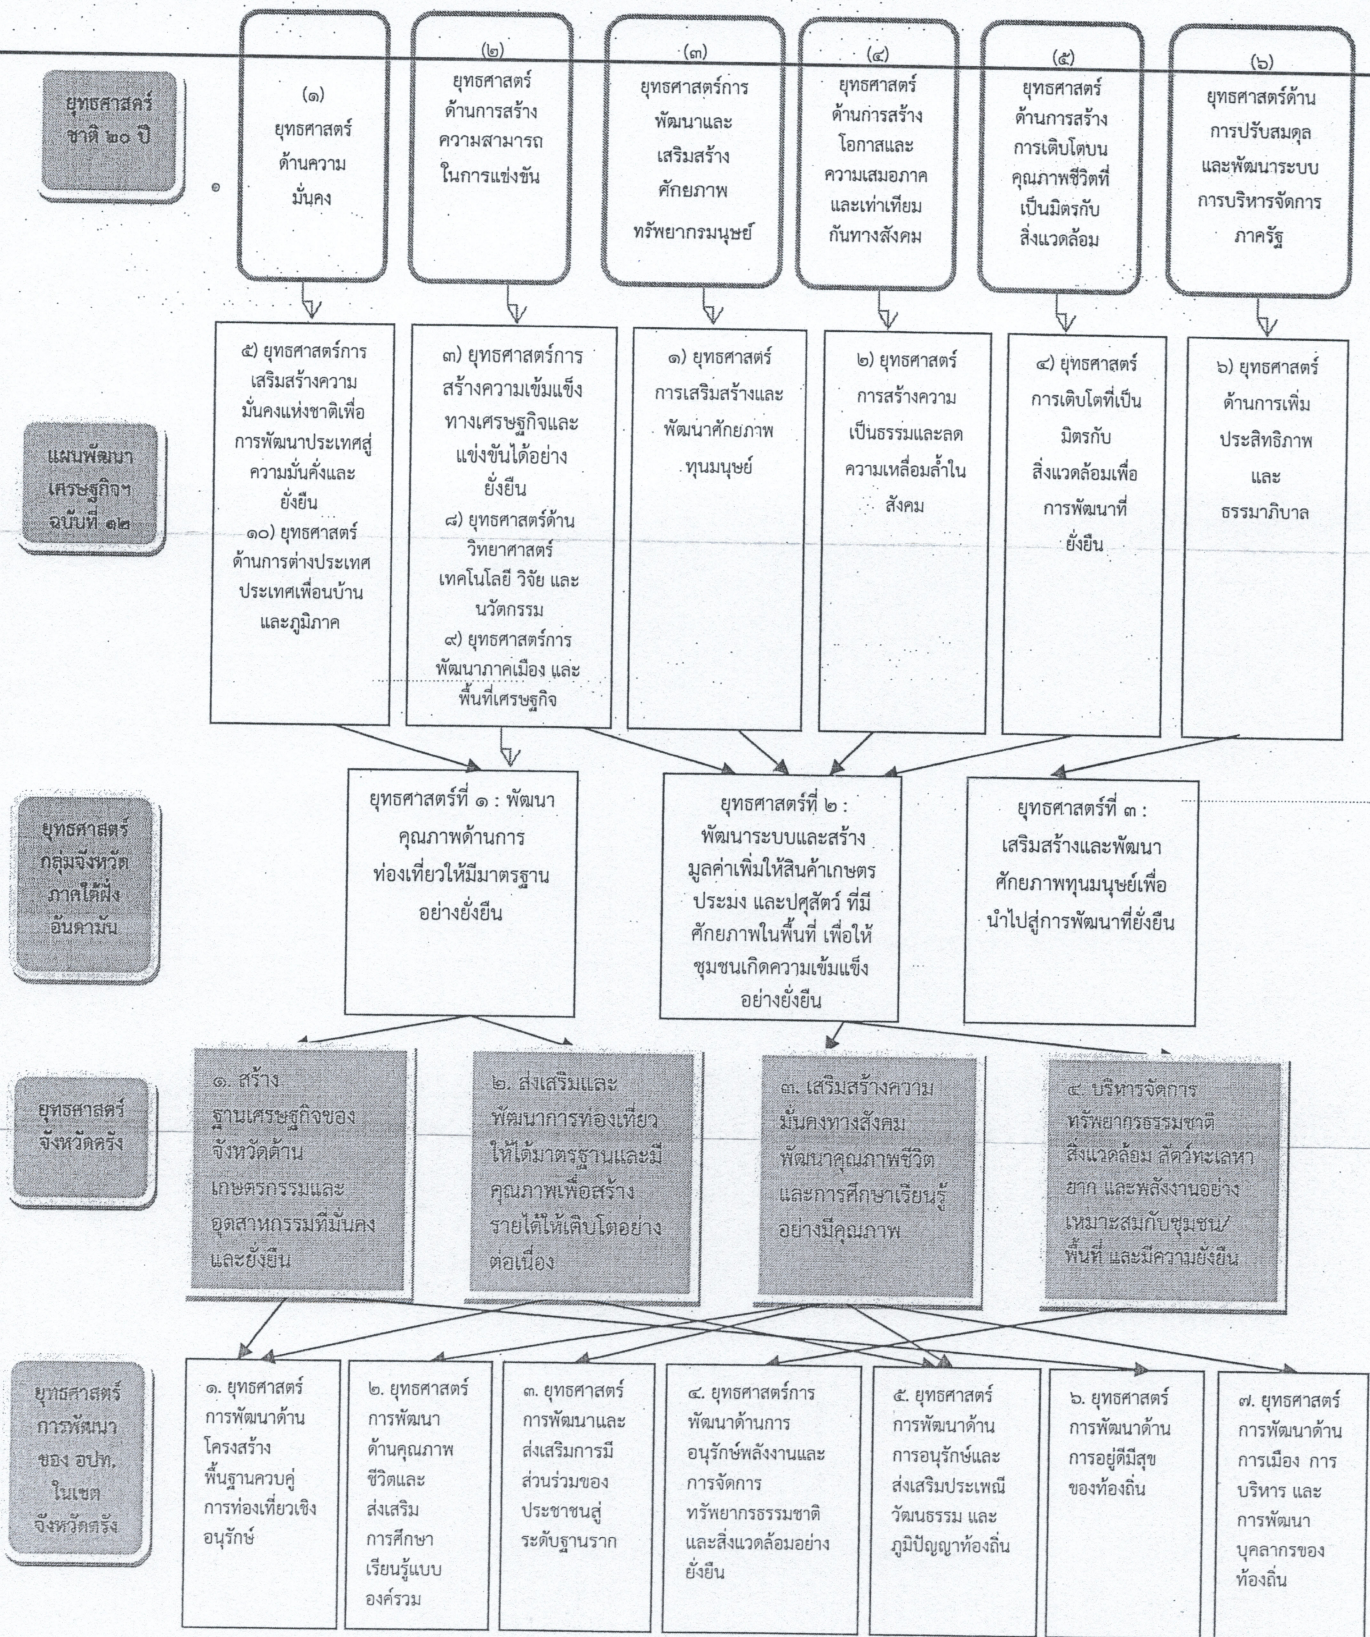 ยุทธศาสตร์
ชาติ ๒๐ ปี
(๑)
ยุทธศาสตร์
ด้านความ
มั่นคง
(๒)
ยุทธศาสตร์
ด้านการสร้าง
ความสามารถ
ในการแข่งขัน
(๓)
ยุทธศาสตร์การ
พัฒนาและ
เสริมสร้าง
ศักยภาพ
ทรัพยากรมนุษย์
(๔)
ยุทธศาสตร์
ด้านการสร้าง
โอกาสและ
ความเสมอภาค
และเท่าเทียม
กันทางสังคม
(๕)
ยุทธศาสตร์
ด้านการสร้าง
การเติบโตบน
คุณภาพชีวิตที่
เป็นมิตรกับ
สิ่งแวดล้อม
(๖)
ยุทธศาสตร์ด้าน
การปรับสมดุล
และพัฒนาระบบ
การบริหารจัดการ
ภาครัฐ
แผนพัฒนา
เศรษฐกิจฯ
ฉบับที่ ๑๒
๕) ยุทธศาสตร์การ
เสริมสร้างความ
มั่นคงแห่งชาติเพื่อ
การพัฒนาประเทศสู่
ความมั่นคั่งและ
ยั่งยืน
๑๐) ยุทธศาสตร์
ด้านการต่างประเทศ
ประเทศเพื่อนบ้าน
และภูมิภาค
๓) ยุทธศาสตร์การ
สร้างความเข้มแข็ง
ทางเศรษฐกิจและ
แข่งขันได้อย่าง
ยั่งยืน
๘) ยุทธศาสตร์ด้าน
วิทยาศาสตร์
เทคโนโลยี วิจัย และ
นวัตกรรม
๙) ยุทธศาสตร์การ
พัฒนาภาคเมือง และ
พื้นที่เศรษฐกิจ
๑) ยุทธศาสตร์
การเสริมสร้างและ
พัฒนาศักยภาพ
ทุนมนุษย์
๒) ยุทธศาสตร์
การสร้างความ
เป็นธรรมและลด
ความเหลื่อมล้ำใน
สังคม
๔) ยุทธศาสตร์
การเติบโตที่เป็น
มิตรกับ
สิ่งแวดล้อมเพื่อ
การพัฒนาที่
ยั่งยืน
๖) ยุทธศาสตร์
ด้านการเพิ่ม
ประสิทธิภาพ
และ
ธรรมาภิบาล
ยุทธศาสตร์
กลุ่มจังหวัด
ภาคใต้ฝั่ง
อันดามัน
ยุทธศาสตร์ที่ ๑ : พัฒนา
คุณภาพด้านการ
ท่องเที่ยวให้มีมาตรฐาน
อย่างยั่งยืน
ยุทธศาสตร์ที่ ๒ :
พัฒนาระบบและสร้าง
มูลค่าเพิ่มให้สินค้าเกษตร
ประมง และปศุสัตว์ ที่มี
ศักยภาพในพื้นที่ เพื่อให้
ชุมชนเกิดความเข้มแข็ง
อย่างยั่งยืน
ยุทธศาสตร์ที่ ๓ :
เสริมสร้างและพัฒนา
ศักยภาพทุนมนุษย์เพื่อ
นำไปสู่การพัฒนาที่ยั่งยืน
ยุทธศาสตร์
จังหวัดตรัง
๑. สร้าง
ฐานเศรษฐกิจของ
จังหวัดด้าน
เกษตรกรรมและ
อุตสาหกรรมที่มั่นคง
และยั่งยืน
๒. ส่งเสริมและ
พัฒนาการท่องเที่ยว
ให้ได้มาตรฐานและมี
คุณภาพเพื่อสร้าง
รายได้ให้เติบโตอย่าง
ต่อเนื่อง
๓. เสริมสร้างความ
มั่นคงทางสังคม
พัฒนาคุณภาพชีวิต
และการศึกษาเรียนรู้
อย่างมีคุณภาพ
๔. บริหารจัดการ
ทรัพยากรธรรมชาติ
สิ่งแวดล้อม สัตว์ทะเลหา
ยาก และพลังงานอย่าง
เหมาะสมกับชุมชน/
พื้นที่ และมีความยั่งยืน
ยุทธศาสตร์
การพัฒนา
ของ อปท.
ในเขต
จังหวัดตรัง
๑. ยุทธศาสตร์
การพัฒนาด้าน
โครงสร้าง
พื้นฐานควบคู่
การท่องเที่ยวเชิง
อนุรักษ์
๒. ยุทธศาสตร์
การพัฒนา
ด้านคุณภาพ
ชีวิตและ
ส่งเสริม
การศึกษา
เรียนรู้แบบ
องค์รวม
๓. ยุทธศาสตร์
การพัฒนาและ
ส่งเสริมการมี
ส่วนร่วมของ
ประชาชนสู่
ระดับฐานราก
๔. ยุทธศาสตร์การ
พัฒนาด้านการ
อนุรักษ์พลังงานและ
การจัดการ
ทรัพยากรธรรมชาติ
และสิ่งแวดล้อมอย่าง
ยั่งยืน
๕. ยุทธศาสตร์
การพัฒนาด้าน
การอนุรักษ์และ
ส่งเสริมประเพณี
วัฒนธรรม และ
ภูมิปัญญาท้องถิ่น
๖. ยุทธศาสตร์
การพัฒนาด้าน
การอยู่ดีมีสุข
ของท้องถิ่น
๗. ยุทธศาสตร์
การพัฒนาด้าน
การเมือง การ
บริหาร และ
การพัฒนา
บุคลากรของ
ท้องถิ่น